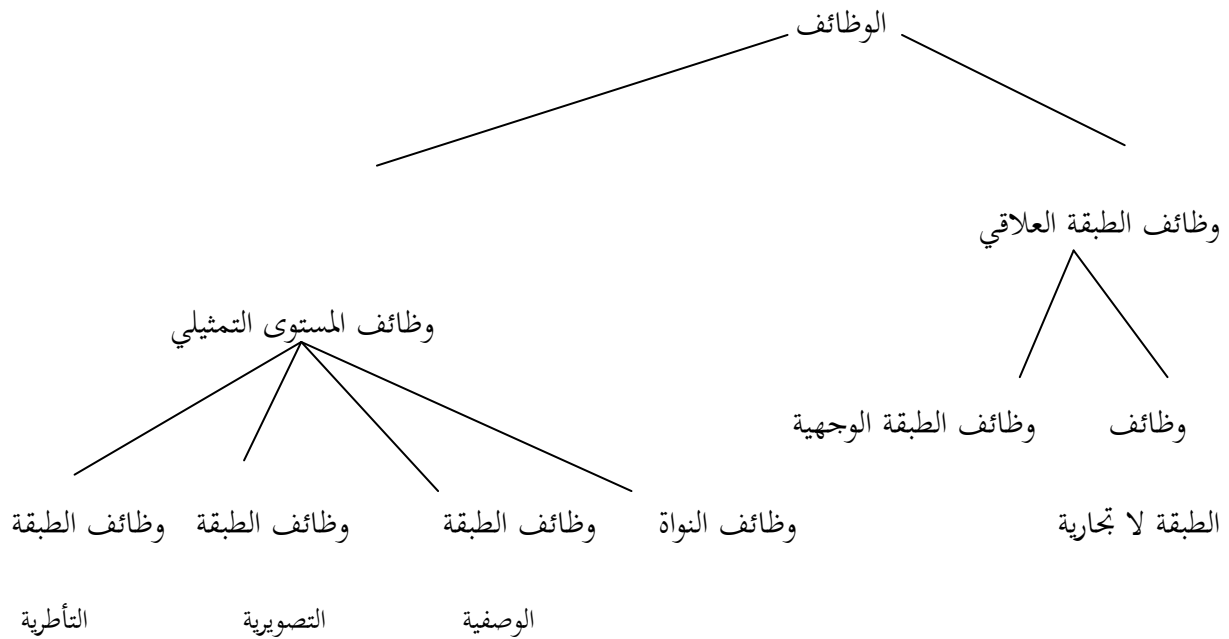 الوظائف
وظائف الطبقة العلاقي
وظائف المستوى التمثيلي
وظائف
وظائف الطبقة الوجهية
الطبقة لا تجارية
وظائف النواة
وظائف الطبقة
وظائف الطبقة
وظائف الطبقة
الوصفية
التصويرية
التأطرية